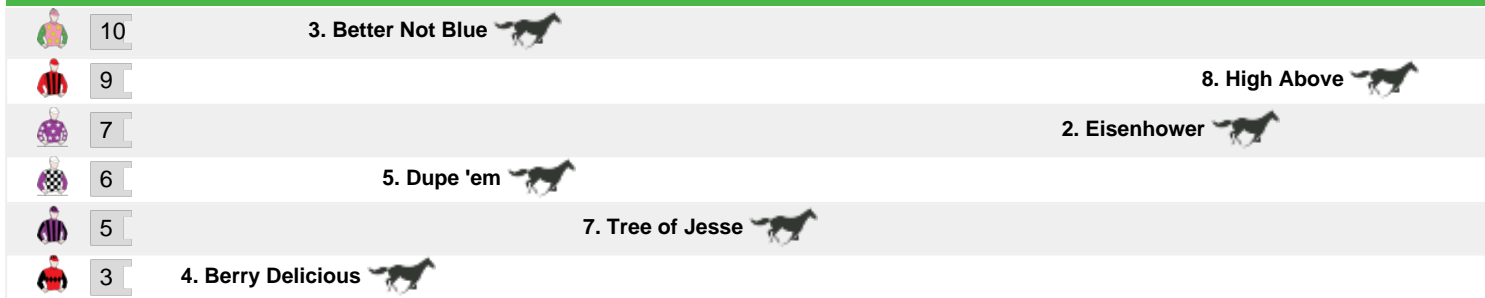 10 3. Better Not Blue
9 8. High Above
7 2. Eisenhower
6 5. Dupe 'em
5 7. Tree of Jesse
3 4. Berry Delicious